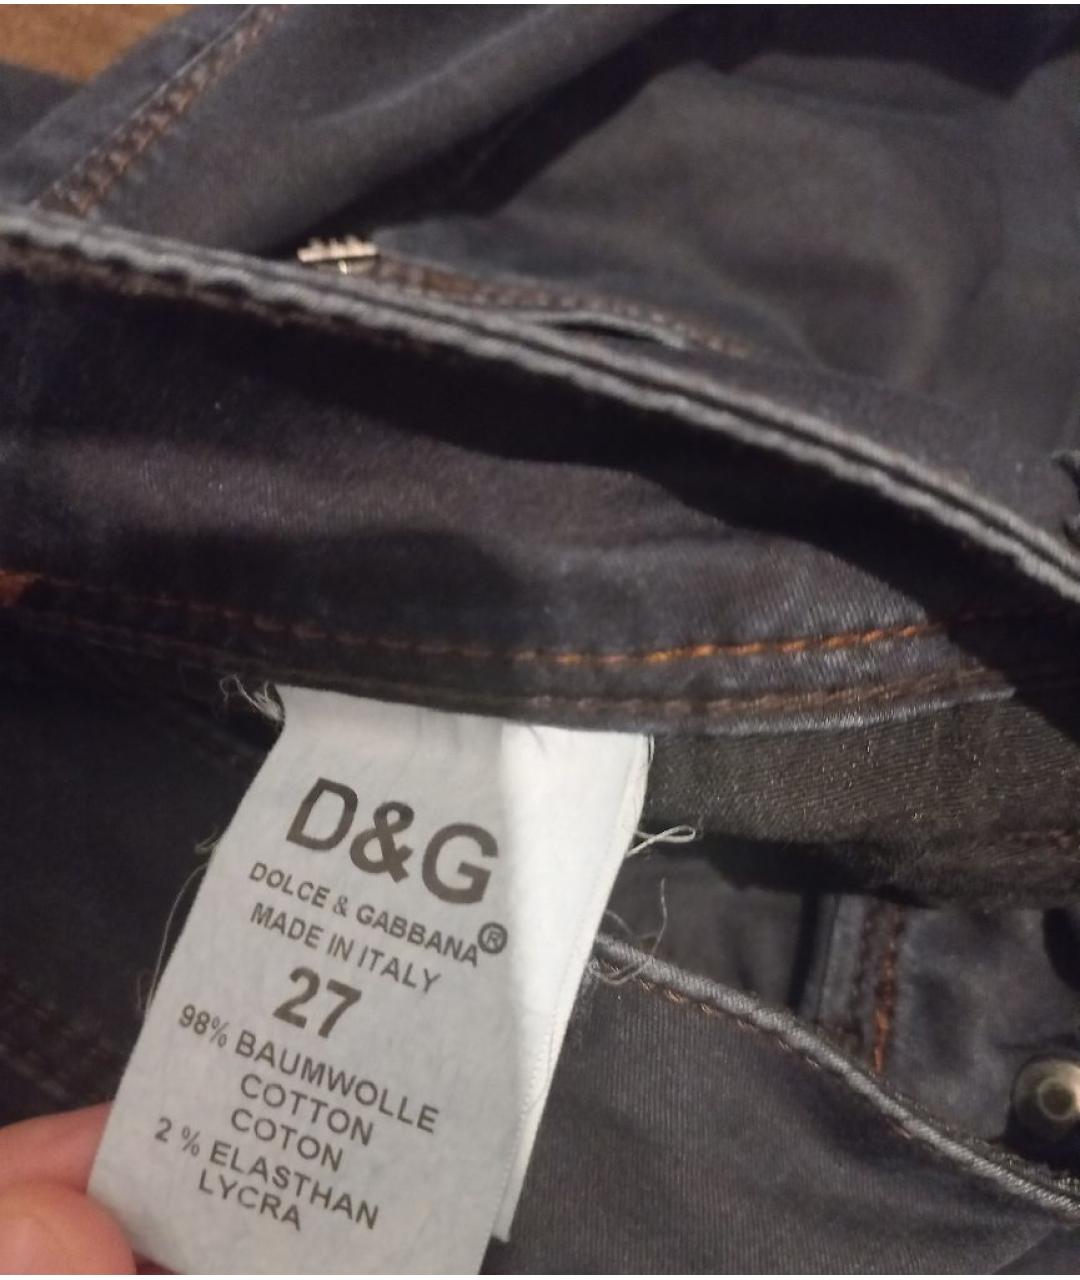 D&G
DOLCE & GABBANA®
MADE IN ITALY
27
98% BAUMWOLLE
COTTON
COTON
2 % ELASTHAN
LYCRA